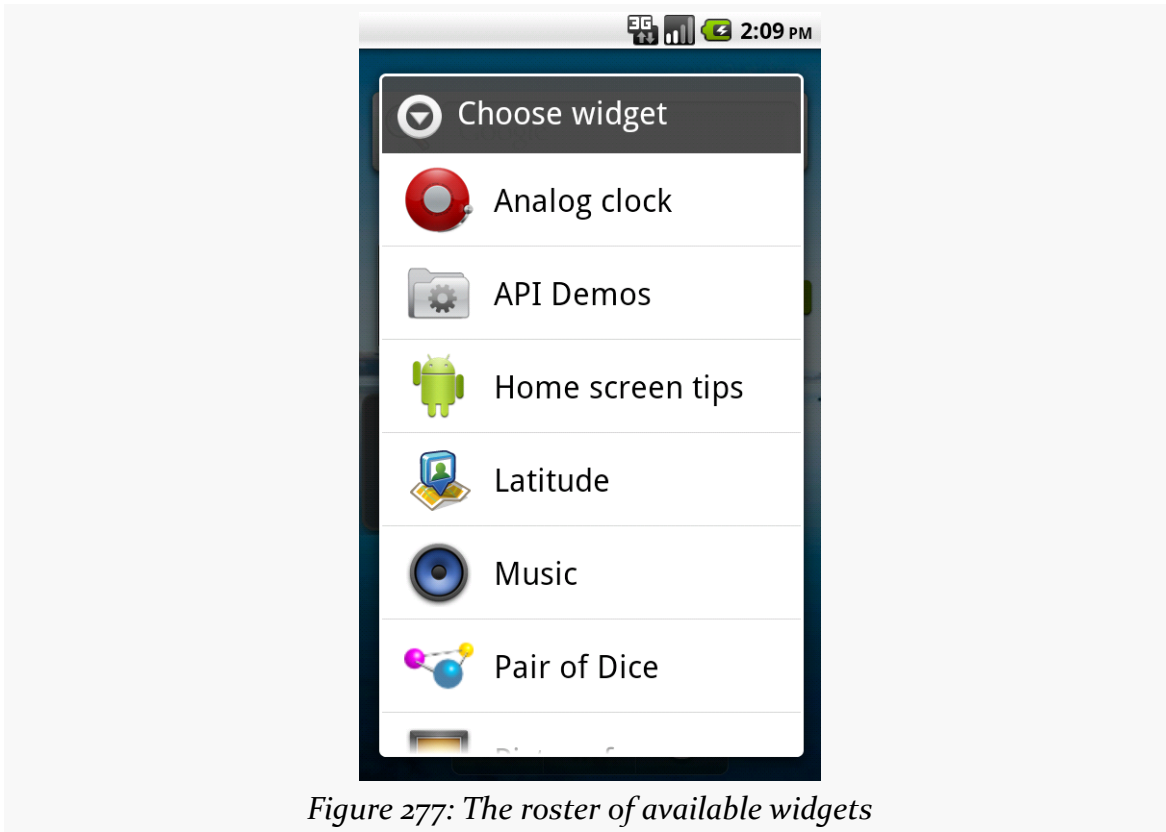 3G
2:09 PM
Choose widget
Analog clock
API Demos
Home screen tips
Latitude
Music
Pair of Dice
Figure 277: The roster of available widgets